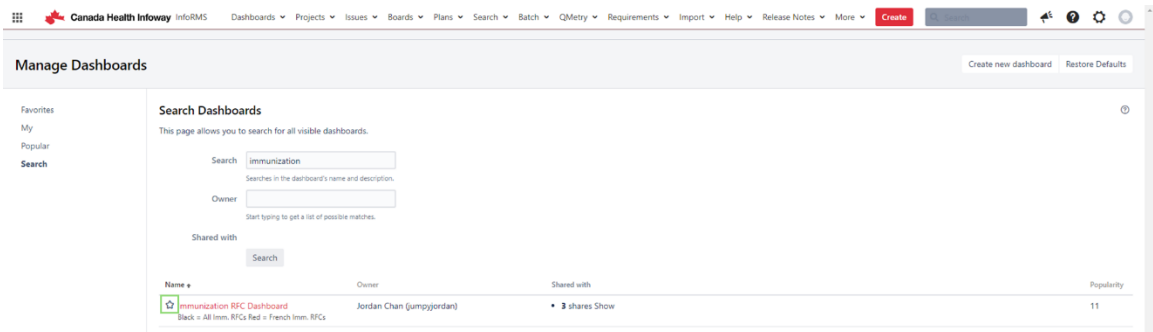 Canada Health Infoway InfoRMS Dashboards Projects Issues Boards Plans Search Batch QMetry Requirements Import Help Release Notes More Create Search
Manage Dashboards
Create new dashboard Restore Defaults
Favorites
My
Popular
Search
Search Dashboards
This page allows you to search for all visible dashboards.
Search immunization
Searches in the dashboard's name and description.
Owner
Start typing to get a list of possible matches.
Shared with
Search
Name Owner Shared with Popularity
mmunization RFC Dashboard Jordan Chan (jumpyjordan) • 3 shares Show 11
Black = All Imm. RFCs Red = French Imm. RFCs